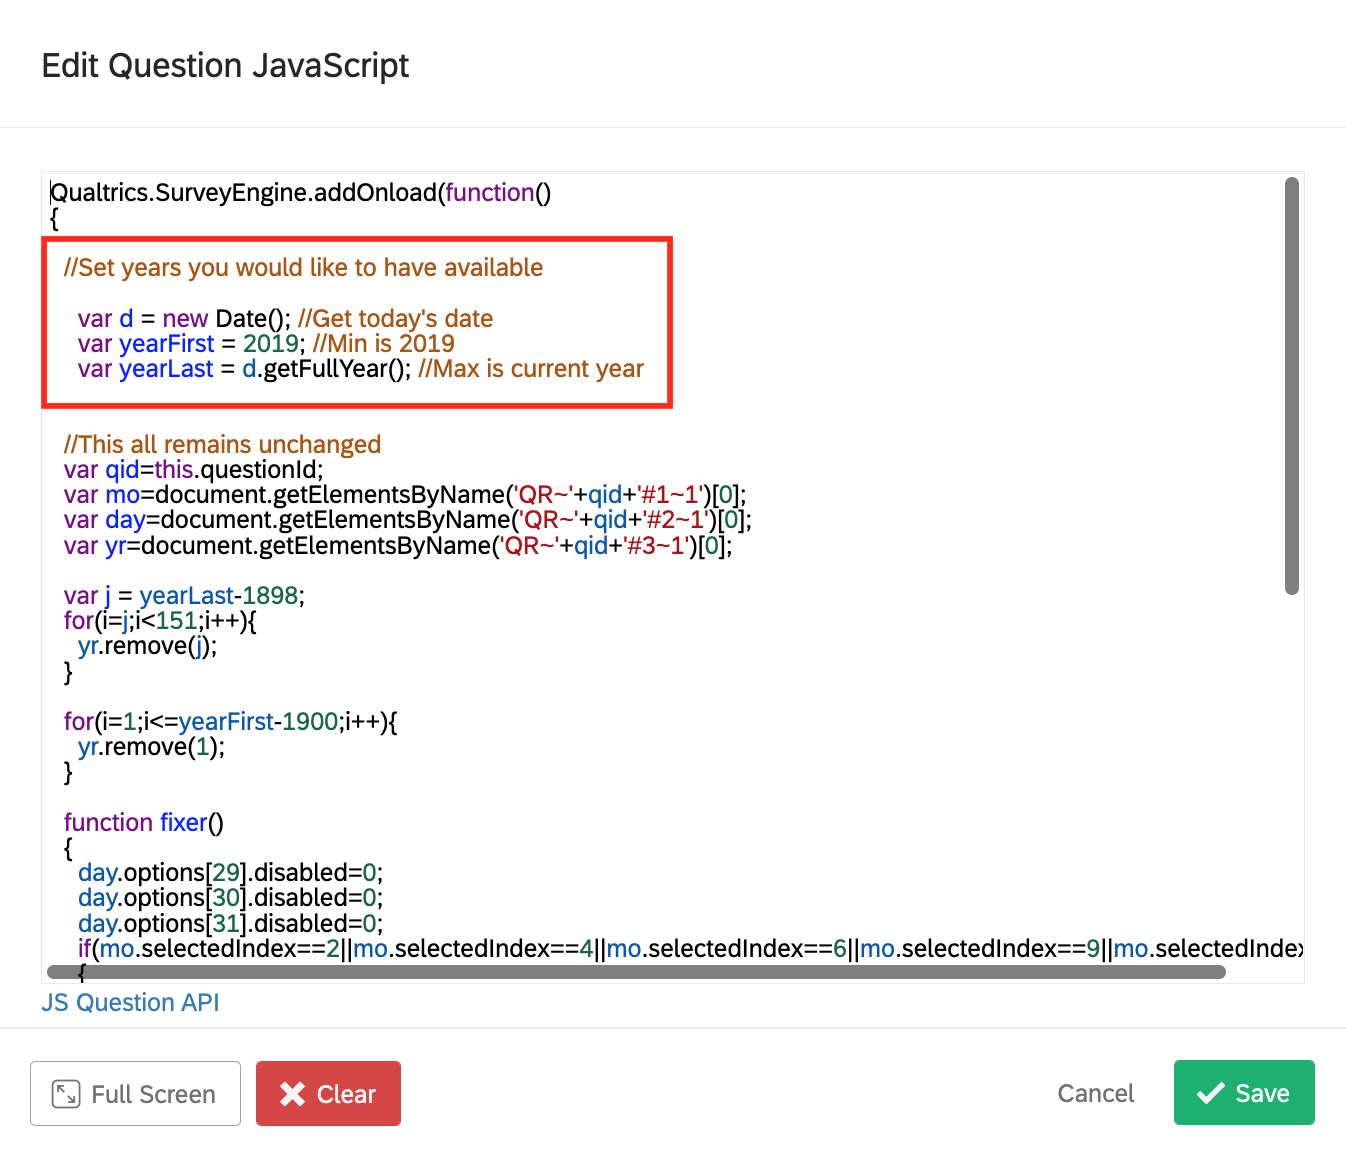 Edit Question JavaScript
Qualtrics.SurveyEngine.addOnload(function()
{
//Set years you would like to have available
var d = new Date(); //Get today's date
var yearFirst = 2019; //Min is 2019
var yearLast = d.getFullYear(); //Max is current year
//This all remains unchanged
var qid=this.questionId;
var mo=document.getElementsByName('QR~'+qid+'#1~1')[0];
var day=document.getElementsByName('QR~'+qid+'#2~1')[0];
var yr=document.getElementsByName('QR~'+qid+'#3~1')[0];
var j = yearLast-1898;
for(i=j;i<151;i++){
yr.remove(j);
}
for(i=1;i<=yearFirst-1900;i++){
yr.remove(1);
}
function fixer()
{
day.options[29].disabled=0;
day.options[30].disabled=0;
day.options[31].disabled=0;
if(mo.selectedIndex==2||mo.selectedIndex==4||mo.selectedIndex==6||mo.selectedIndex==9||mo.selectedIndex
{
JS Question API
Full Screen
Clear
Cancel
Save